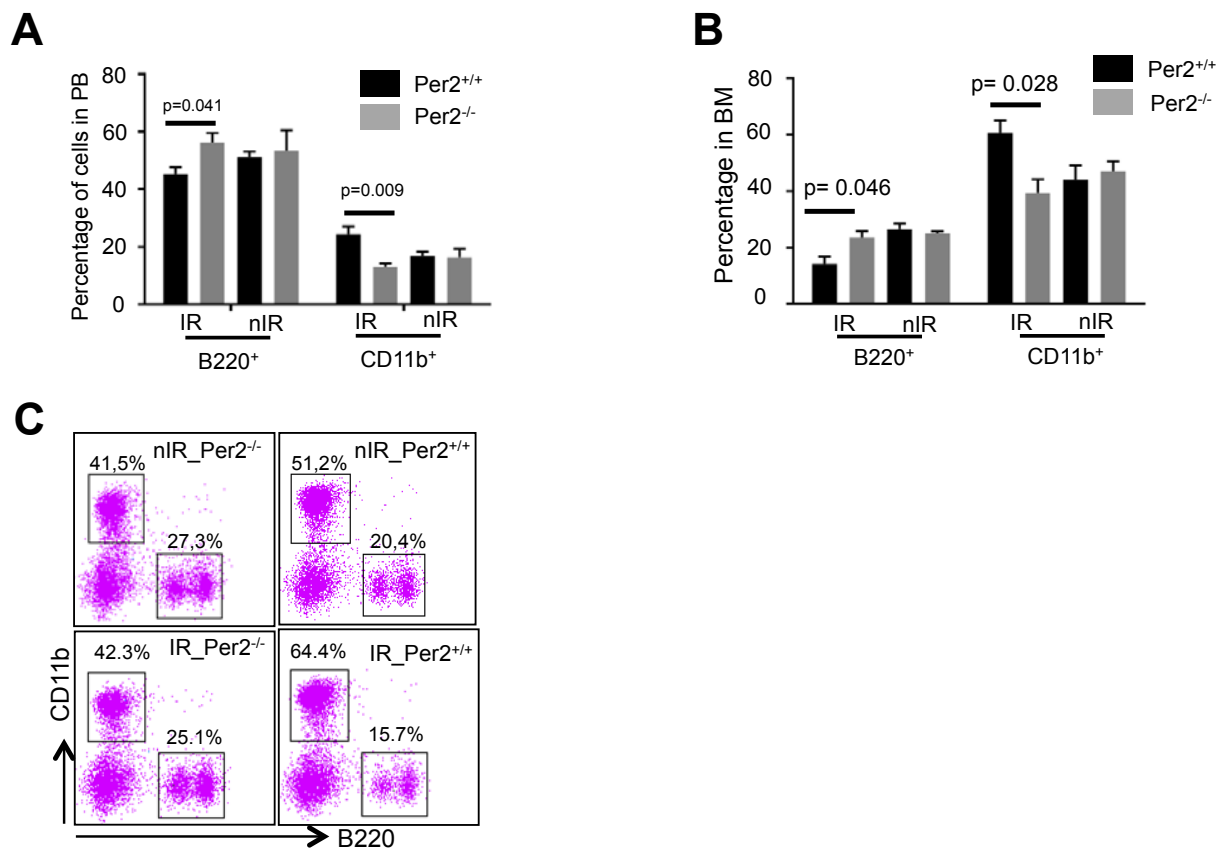 A
Percentage of cells in PB
80
60
40
20
0
p=0.041
p=0.009
Per2+/+
Per2-/-
IR nIR IR nIR
B220+ CD11b+
B
Percentage in BM
80
60
40
20
0
p= 0.046
p= 0.028
Per2+/+
Per2-/-
IR nIR IR nIR
B220+ CD11b+
C
nIR_Per2-/-
41,5%
27,3%
nIR_Per2+/+
51,2%
20,4%
IR_Per2-/-
42.3%
25.1%
IR_Per2+/+
64.4%
15.7%
CD11b
B220